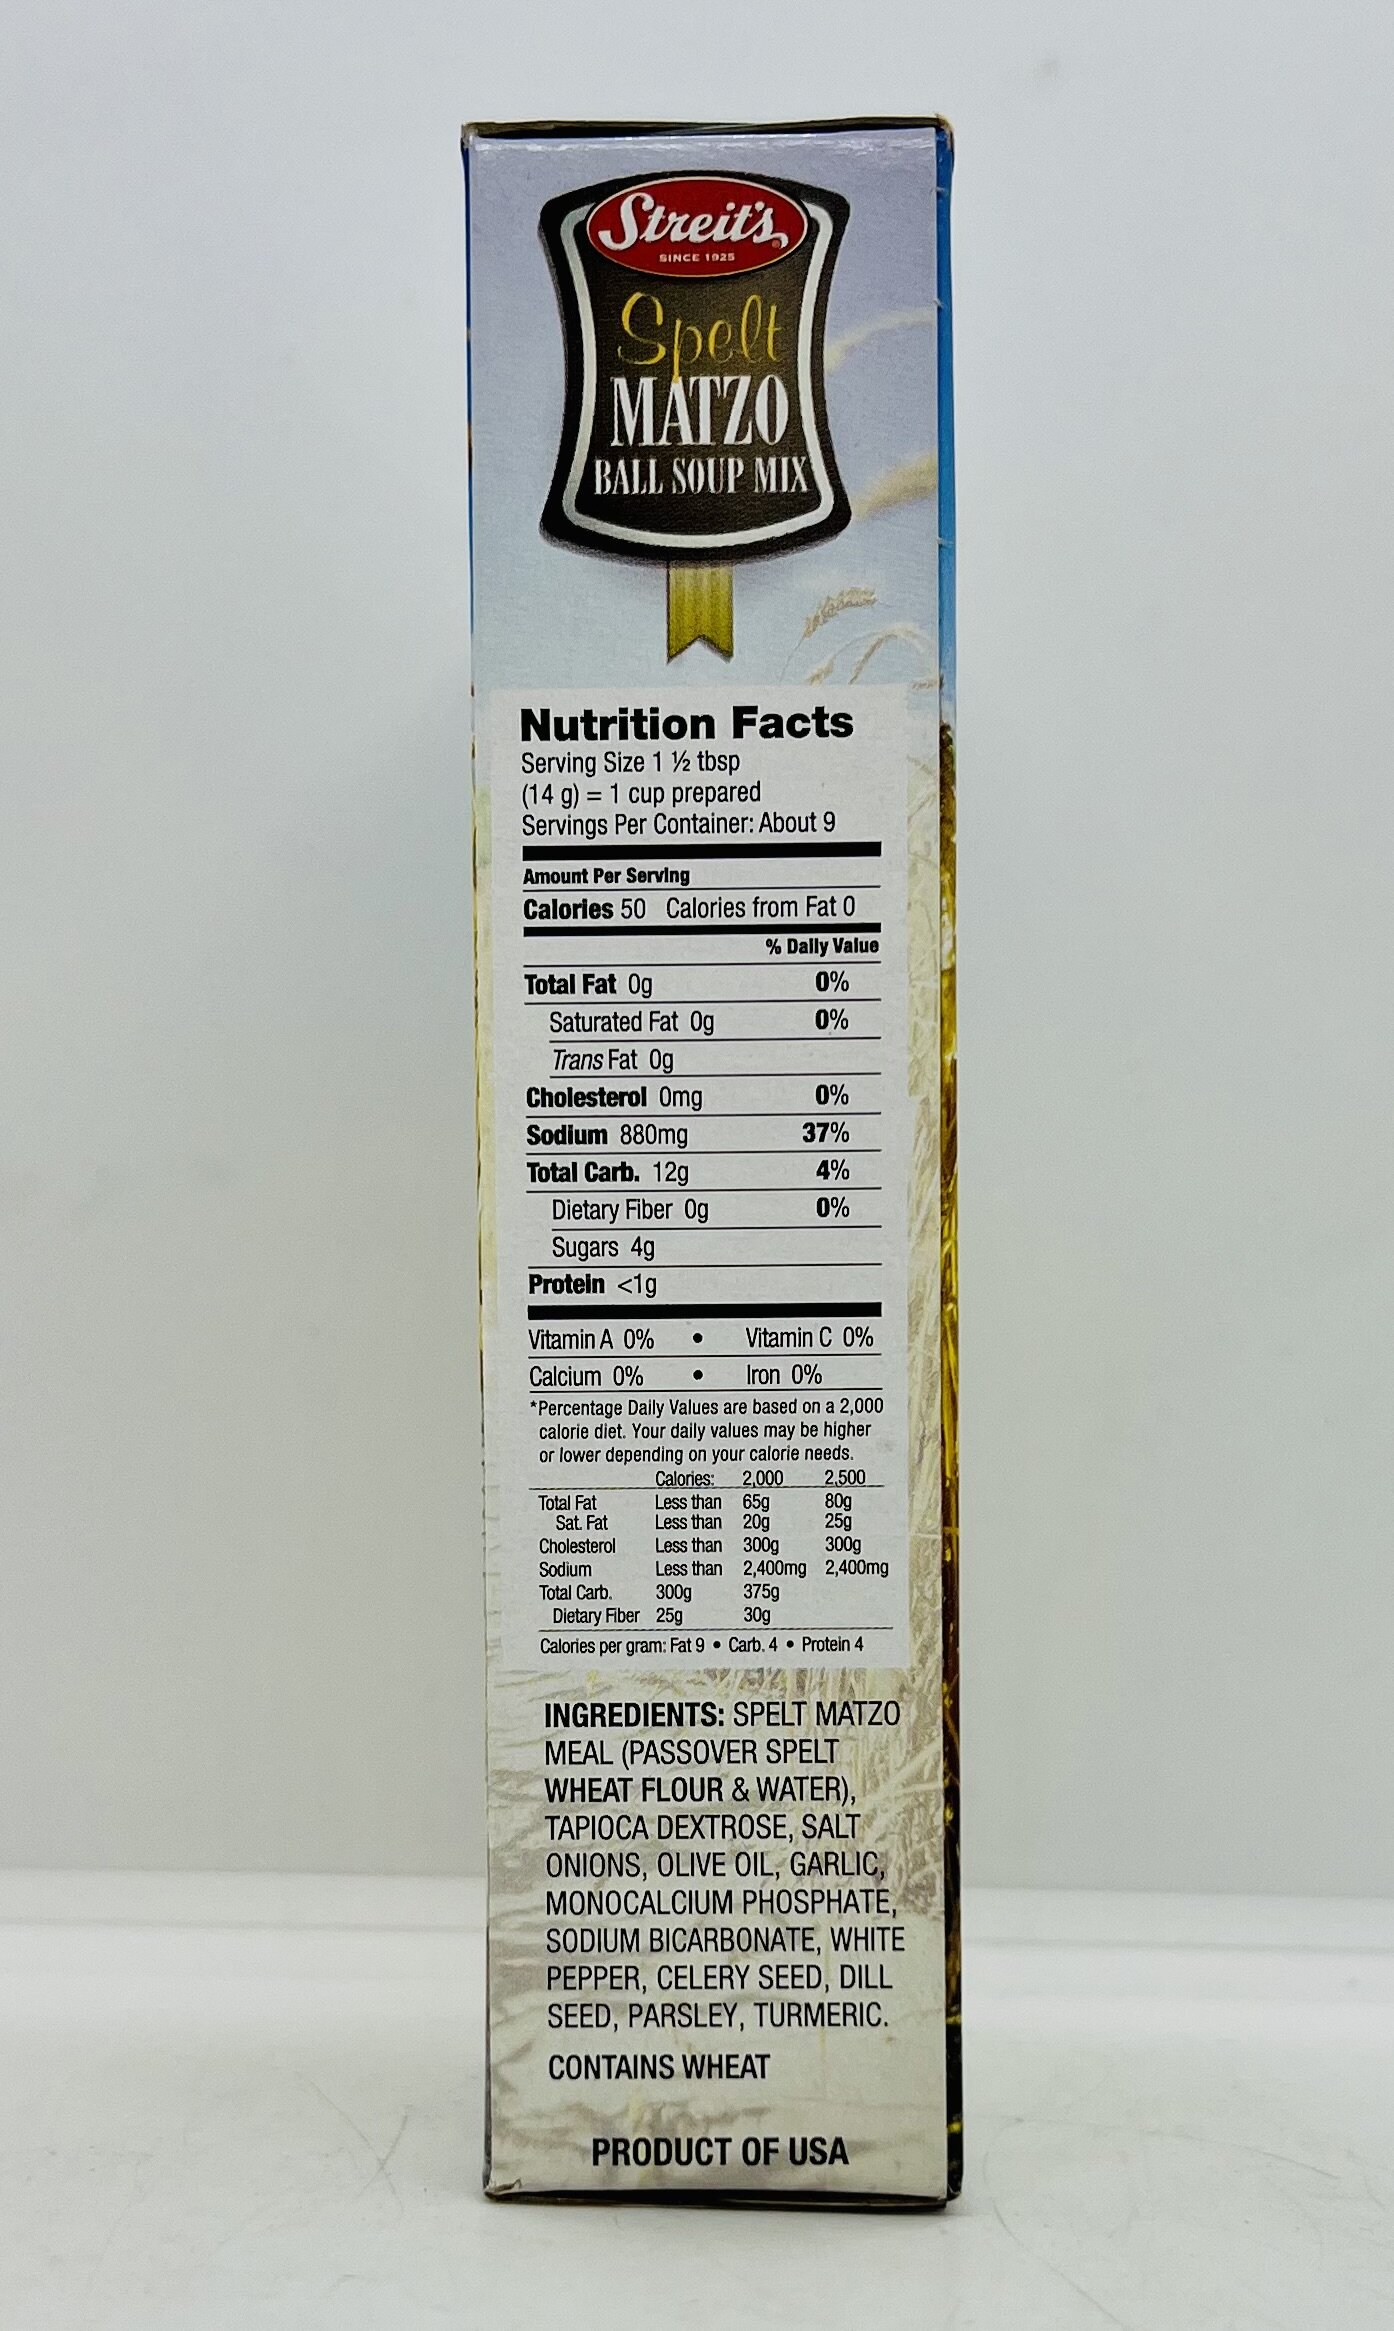 Streit's
SINCE 1925
Spelt
MATZO
BALL SOUP MIX
Nutrition Facts
Serving Size 1 ½ tbsp
(14 g) = 1 cup prepared
Servings Per Container: About 9
Amount Per Serving
Calories 50 Calories from Fat 0
% Daily Value
Total Fat 0g 0%
Saturated Fat 0g 0%
Trans Fat 0g
Cholesterol 0mg 0%
Sodium 880mg 37%
Total Carb. 12g 4%
Dietary Fiber 0g 0%
Sugars 4g
Protein <1g
Vitamin A 0% • Vitamin C 0%
Calcium 0% • Iron 0%
*Percentage Daily Values are based on a 2,000
calorie diet. Your daily values may be higher
or lower depending on your calorie needs.
Calories: 2,000 2,500
Total Fat Less than 65g 80g
Sat. Fat Less than 20g 25g
Cholesterol Less than 300g 300g
Sodium Less than 2,400mg 2,400mg
Total Carb. 300g 375g
Dietary Fiber 25g 30g
Calories per gram: Fat 9 • Carb. 4 • Protein 4
INGREDIENTS: SPELT MATZO
MEAL (PASSOVER SPELT
WHEAT FLOUR & WATER),
TAPIOCA DEXTROSE, SALT
ONIONS, OLIVE OIL, GARLIC,
MONOCALCIUM PHOSPHATE,
SODIUM BICARBONATE, WHITE
PEPPER, CELERY SEED, DILL
SEED, PARSLEY, TURMERIC.
CONTAINS WHEAT
PRODUCT OF USA